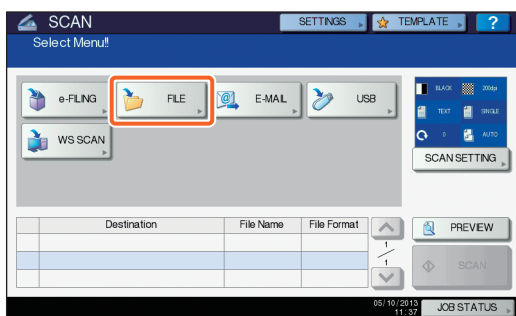 SCAN
SETTINGS
TEMPLATE
?
Select Menu!!
e-FILING
FILE
E-MAIL
USB
WS SCAN
BLACK
200dpi
TEXT
SINGLE
0
AUTO
SCAN SETTING
Destination
File Name
File Format
1
1
PREVIEW
SCAN
05/10/2013
11:37
JOB STATUS